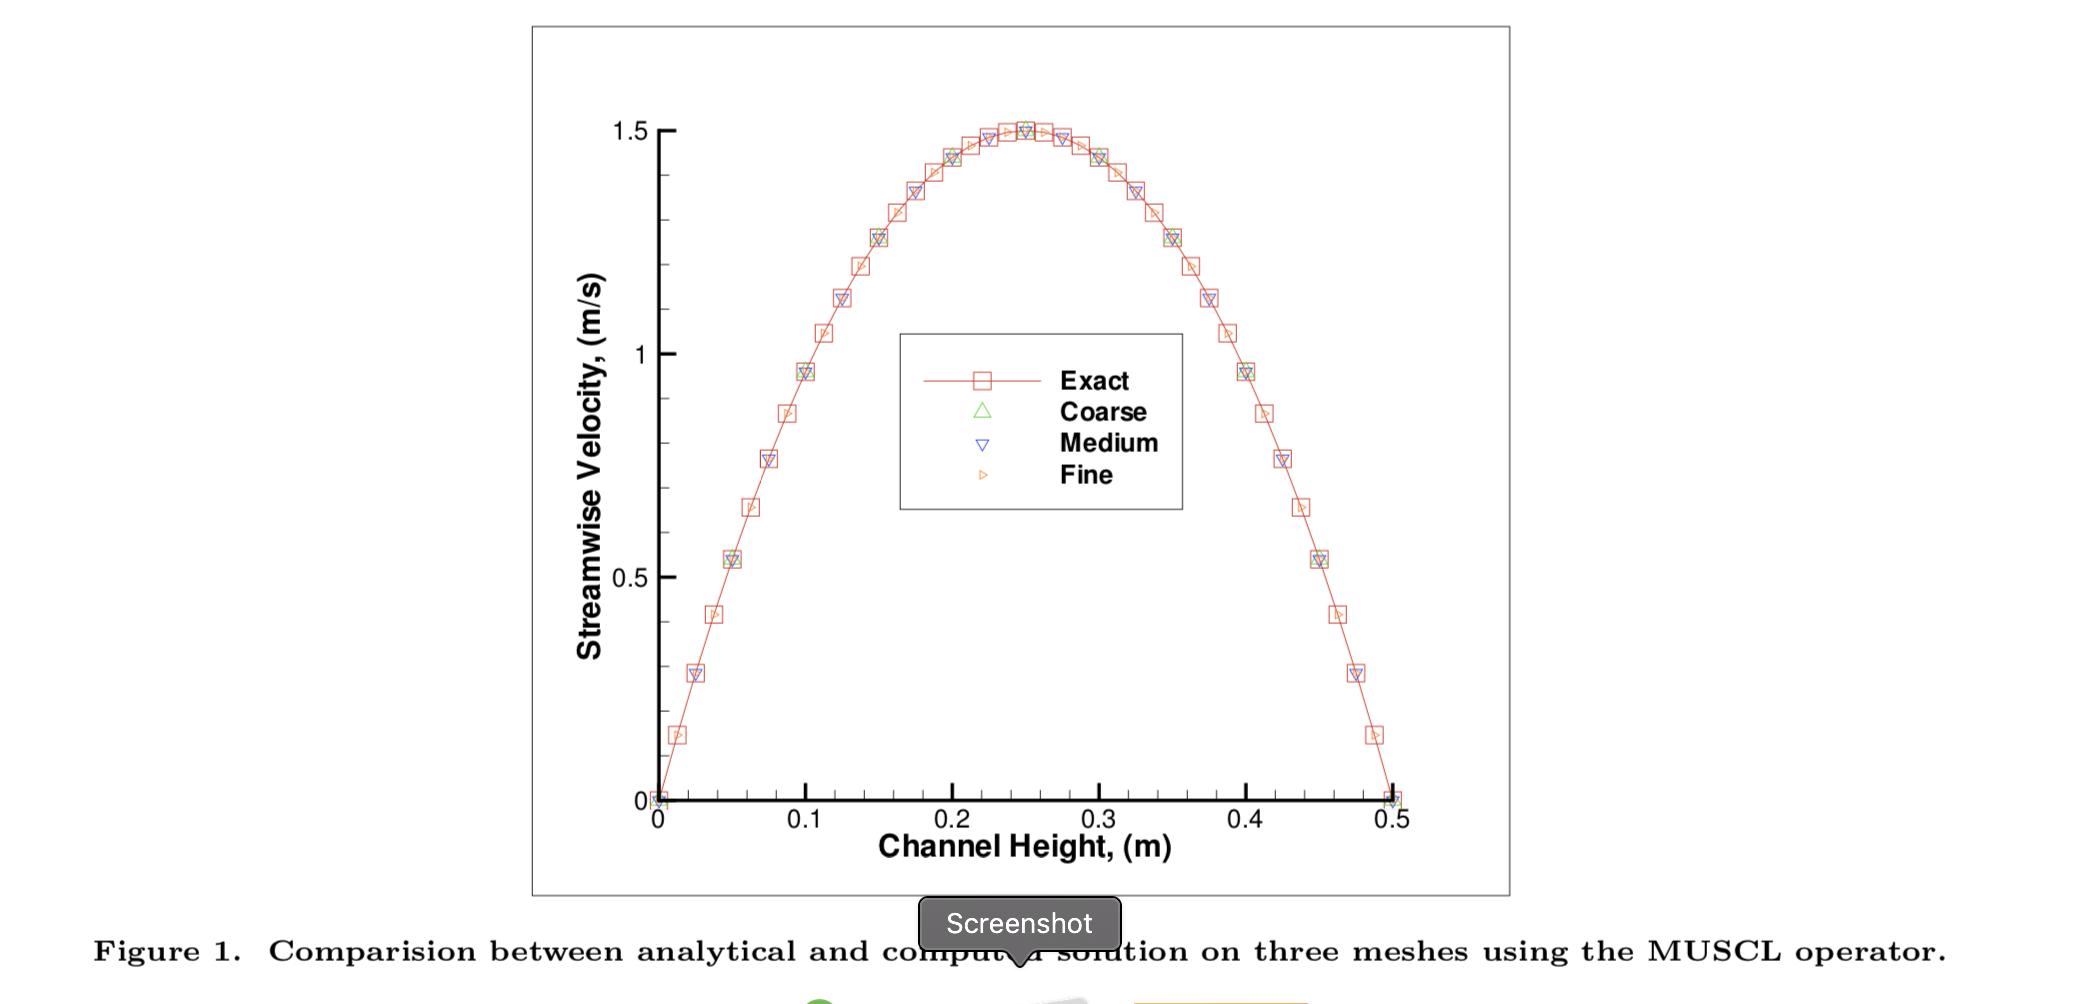 1.5
1
0.5
0
Streamwise Velocity, (m/s)
Exact
Coarse
Medium
Fine
0 0.1 0.2 0.3 0.4 0.5
Channel Height, (m)
Screenshot
Figure 1. Comparision between analytical and solution on three meshes using the MUSCL operator.